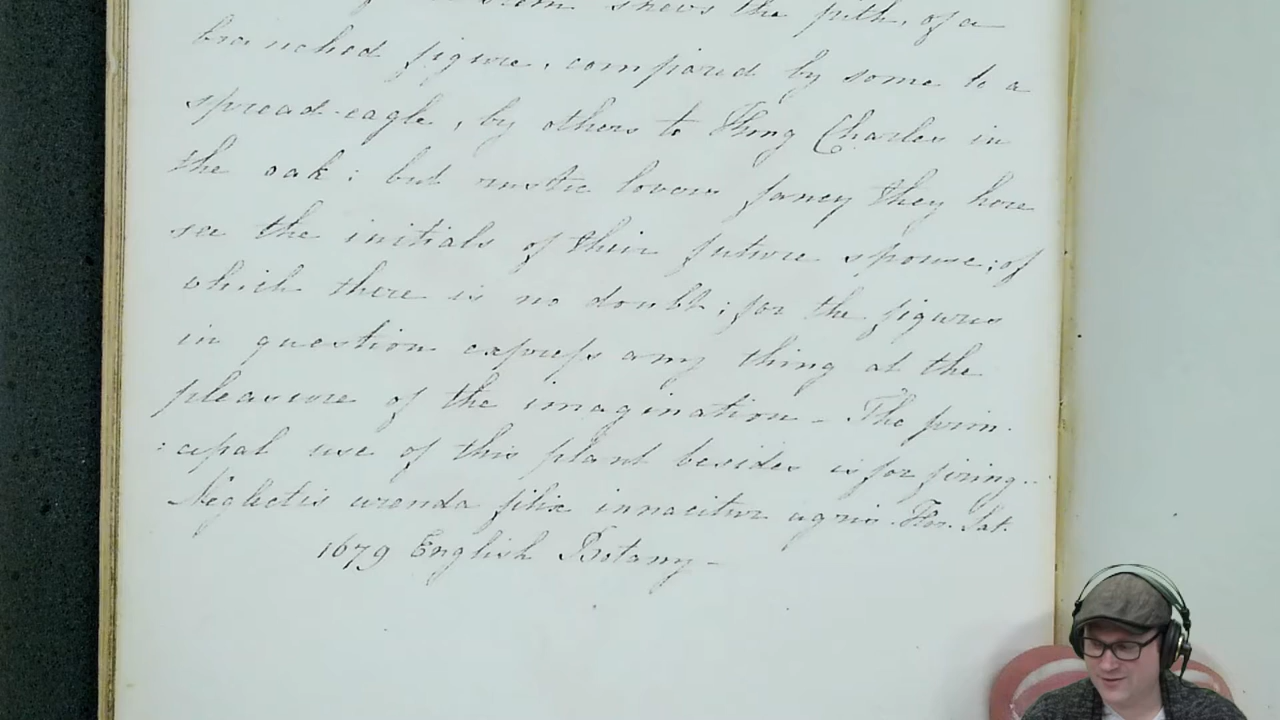 stem shews the pith, of a
branched figure, compared by some to a
spread-eagle, by others to King Charles in
the oak: but rustic lovers fancy they here
see the initials of their future spouse; of
which there is no doubt; for the figures
in question express any thing at the
pleasure of the imagination - The prin.
:cipal use of this plant besides is for firing..
Neglectis urenda filix innascitur agris. Hor. Sat.
1679 English Botany -